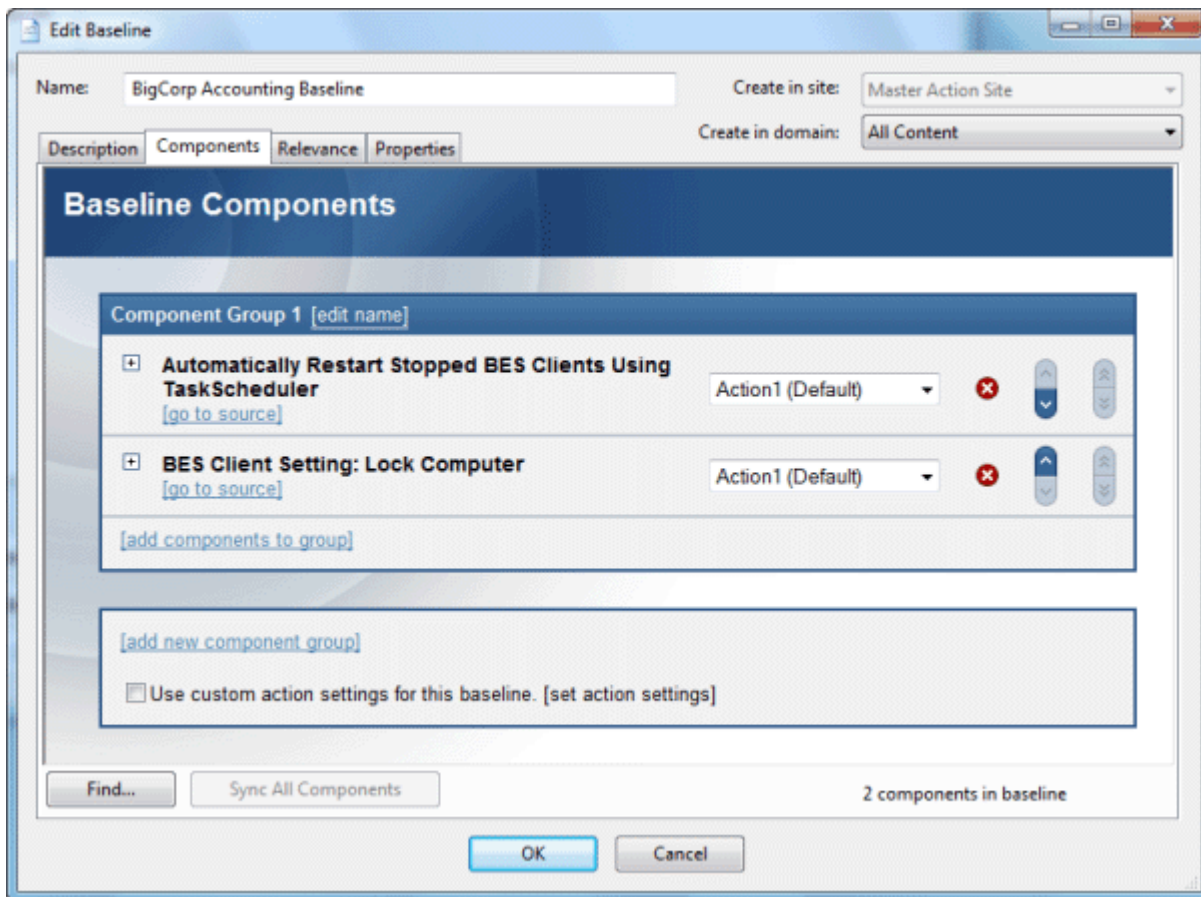 Edit Baseline
Name: BigCorp Accounting Baseline Create in site: Master Action Site
Create in domain: All Content
Description Components Relevance Properties
Baseline Components
Component Group 1 [edit name]
Automatically Restart Stopped BES Clients Using
TaskScheduler
Action1 (Default)
[go to source]
BES Client Setting: Lock Computer
Action1 (Default)
[go to source]
[add components to group]
[add new component group]
Use custom action settings for this baseline. [set action settings]
Find... Sync All Components 2 components in baseline
OK Cancel